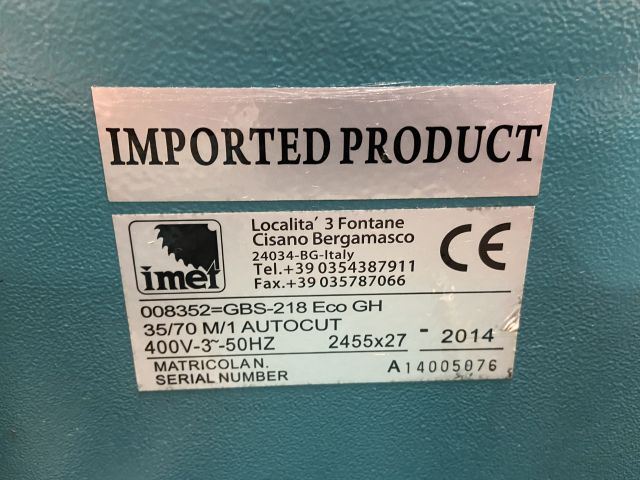 IMPORTED PRODUCT
imet
Localita´ 3 Fontane
Cisano Bergamasco
24034-BG-Italy
Tel.+39 0354387911
Fax.+39 035787066
CE
008352=GBS-218 Eco GH
35/70 M/1 AUTOCUT
400V-3~-50HZ 2455x27 - 2014
MATRICOLA N.
SERIAL NUMBER A14005076